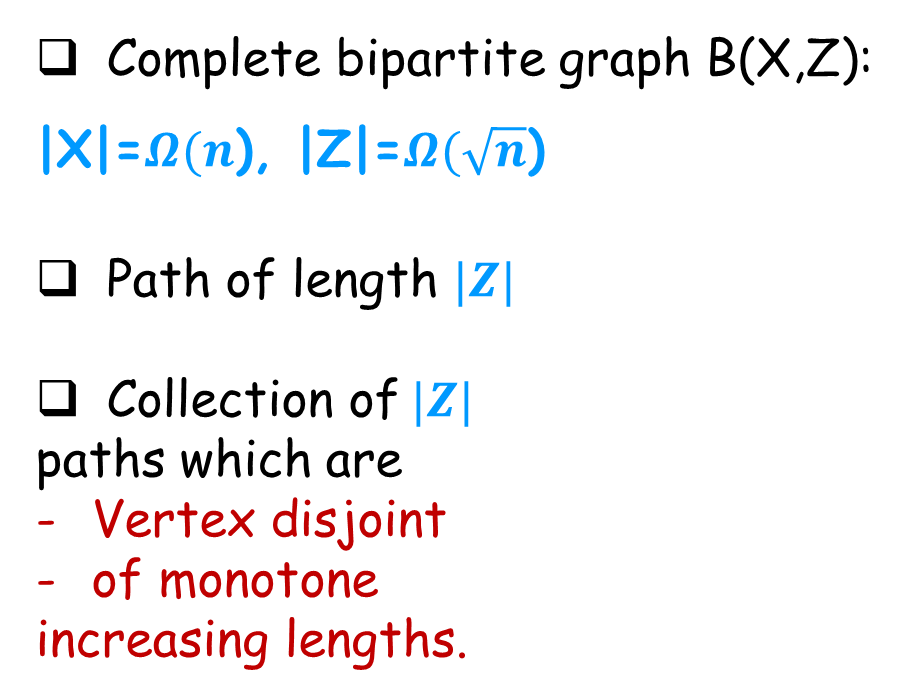 ❑ Complete bipartite graph B(X,Z):
|X|=Ω(n), |Z|=Ω(√n)
❑ Path of length |Z|
❑ Collection of |Z|
paths which are
- Vertex disjoint
- of monotone
increasing lengths.